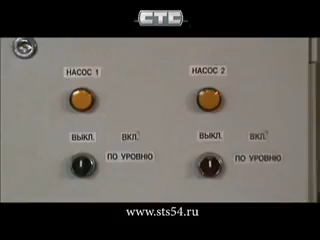 СТС
НАСОС 1 НАСОС 2
ВЫКЛ. ВКЛ. ВЫКЛ. ВКЛ.
ПО УРОВНЮ ПО УРОВНЮ
www.sts54.ru